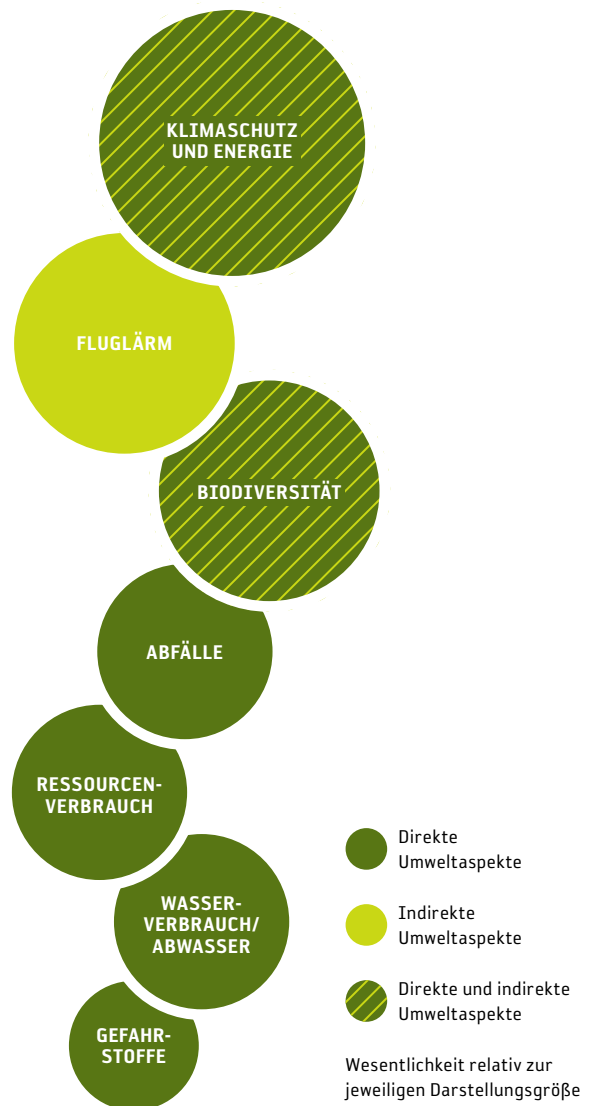 KLIMASCHUTZ
UND ENERGIE
FLUGLÄRM
BIODIVERSITÄT
ABFÄLLE
RESSOURCEN-
VERBRAUCH
WASSER-
VERBRAUCH/
ABWASSER
GEFAHR-
STOFFE
Direkte
Umweltaspekte
Indirekte
Umweltaspekte
Direkte und indirekte
Umweltaspekte
Wesentlichkeit relativ zur
jeweiligen Darstellungsgröße